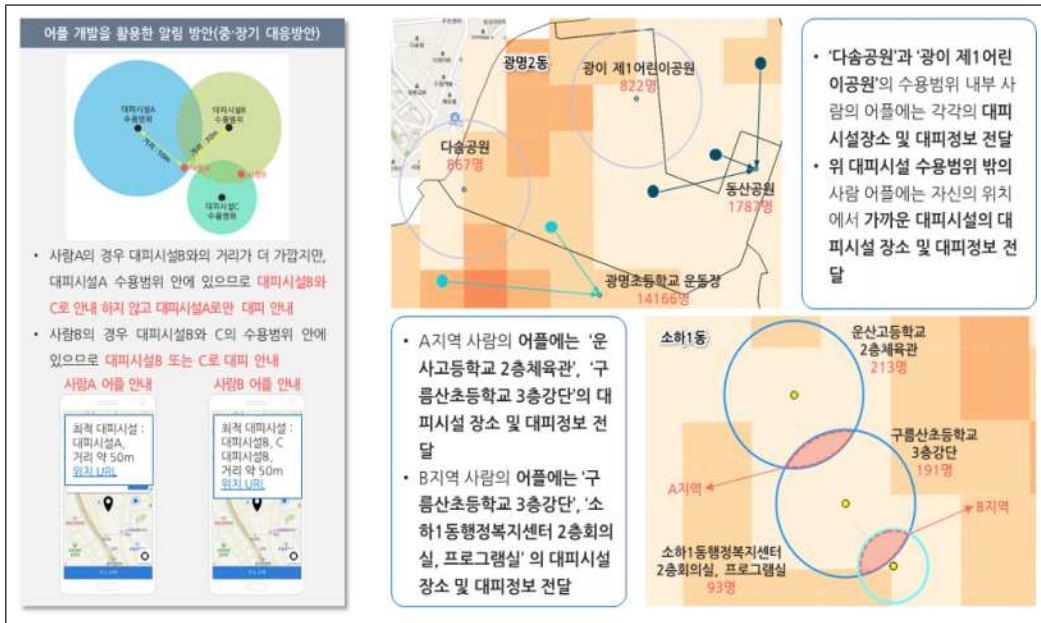 어플 개발을 활용한 알림 방안(중·장기 대응방안)
대피시설A
수용범위
대피시설B
수용범위
거리 : 50m
거리 : 30m
사람A
사람B
대피시설C
수용범위
• 사람A의 경우 대피시설B와의 거리가 더 가깝지만,
대피시설A 수용범위 안에 있으므로 대피시설B와
C로 안내 하지 않고 대피시설A로만 대피 안내
• 사람B의 경우 대피시설B와 C의 수용범위 안에
있으므로 대피시설B 또는 C로 대피 안내
사람A 어플 안내
최적 대피시설 :
대피시설A,
거리 약 50m
위치 URL
사람B 어플 안내
최적 대피시설 :
대피시설B, C
대피시설B,
거리 약 50m
위치 URL
광명2동
광이 제1어린이공원
822명
다솜공원
867명
동산공원
1787명
광명초등학교 운동장
14166명
• '다솜공원'과 '광이 제1어린
이공원'의 수용범위 내부 사
람의 어플에는 각각의 대피
시설장소 및 대피정보 전달
• 위 대피시설 수용범위 밖의
사람 어플에는 자신의 위치
에서 가까운 대피시설의 대
피시설 장소 및 대피정보 전
달
• A지역 사람의 어플에는 '운
사고등학교 2층체육관', '구
름산초등학교 3층강단'의 대
피시설 장소 및 대피정보 전
달
• B지역 사람의 어플에는 '구
름산초등학교 3층강단', '소
하1동행정복지센터 2층회의
실, 프로그램실' 의 대피시설
장소 및 대피정보 전달
소하1동
운산고등학교
2층체육관
213명
구름산초등학교
3층강단
191명
A지역
B지역
소하1동행정복지센터
2층회의실, 프로그램실
93명